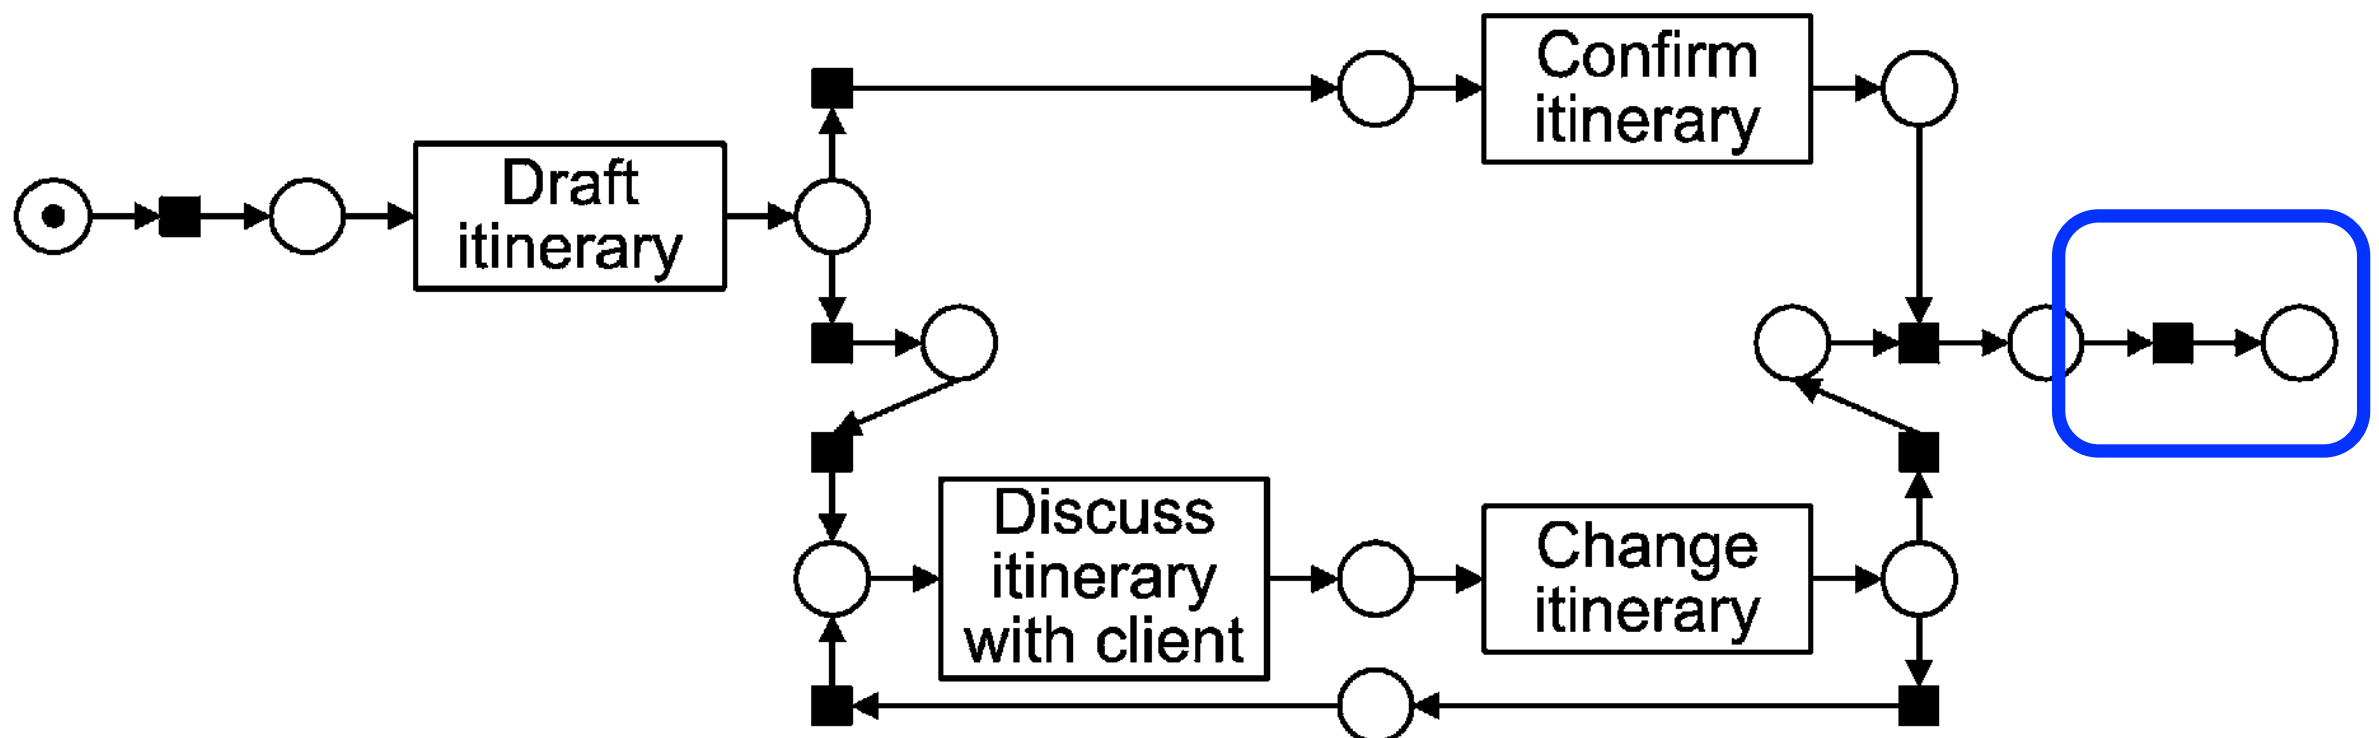 Draft
itinerary
Confirm
itinerary
Discuss
itinerary
with client
Change
itinerary